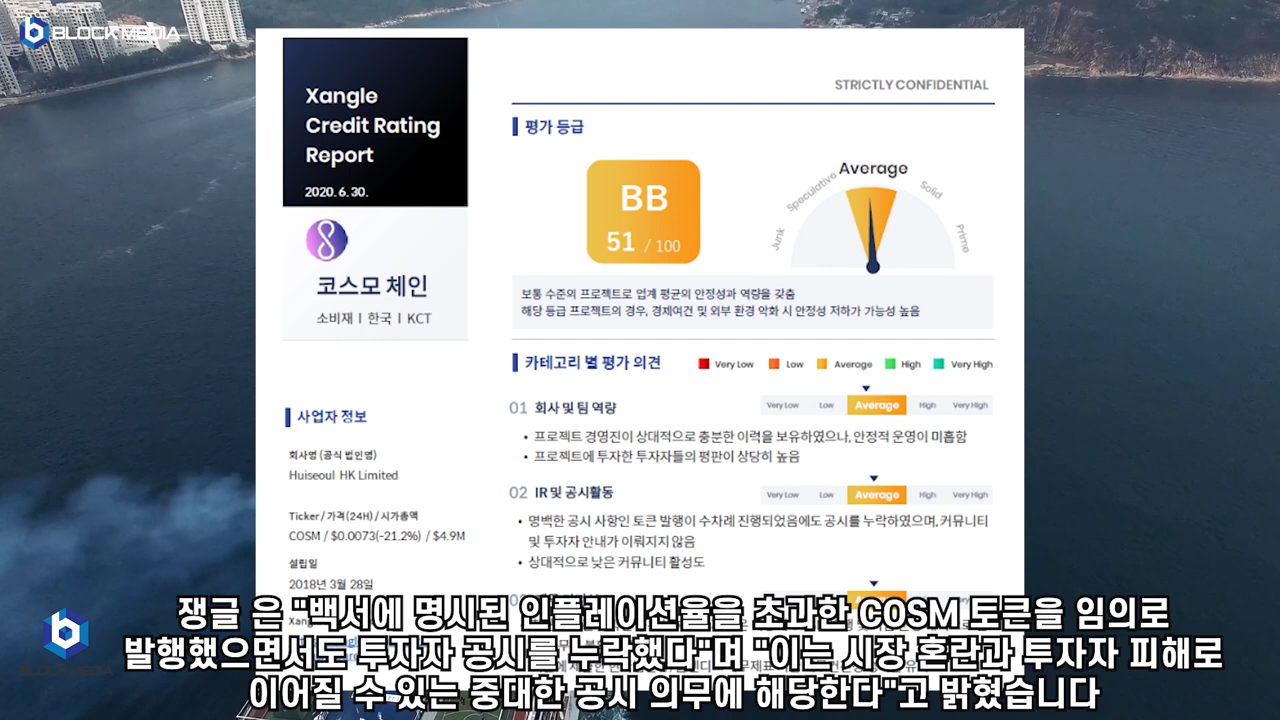 BLOCKMEDIA
Xangle
Credit Rating
Report
2020. 6. 30.
코스모 체인
소비재 | 한국 | KCT
사업자 정보
회사명 (공식 법인명)
Huiseoul HK Limited
Ticker / 가격(24H) / 시가총액
COSM / $0.0073(-21.2%) / $4.9M
설립일
2018년 3월 28일
STRICTLY CONFIDENTIAL
평가 등급
BB
51 / 100
Average
Junk
Speculative
Solid
Prime
보통 수준의 프로젝트로 업계 평균의 안정성과 역량을 갖춤
해당 등급 프로젝트의 경우, 경제여건 및 외부 환경 악화 시 안정성 저하가 가능성 높음
카테고리 별 평가 의견
Very Low Low Average High Very High
01 회사 및 팀 역량
Very Low Low Average High Very High
• 프로젝트 경영진이 상대적으로 충분한 이력을 보유하였으나, 안정적 운영이 미흡함
• 프로젝트에 투자한 투자자들의 평판이 상당히 높음
02 IR 및 공시활동
Very Low Low Average High Very High
• 명백한 공시 사항인 토큰 발행이 수차례 진행되었음에도 공시를 누락하였으며, 커뮤니티
및 투자자 안내가 이뤄지지 않음
• 상대적으로 낮은 커뮤니티 활성도
쟁글 은 "백서에 명시된 인플레이션율을 초과한 COSM 토큰을 임의로
발행했으면서도 투자자 공시를 누락했다"며 "이는 시장 혼란과 투자자 피해로
이어질 수 있는 중대한 공시 의무에 해당한다"고 밝혔습니다
BLOCKMEDIA